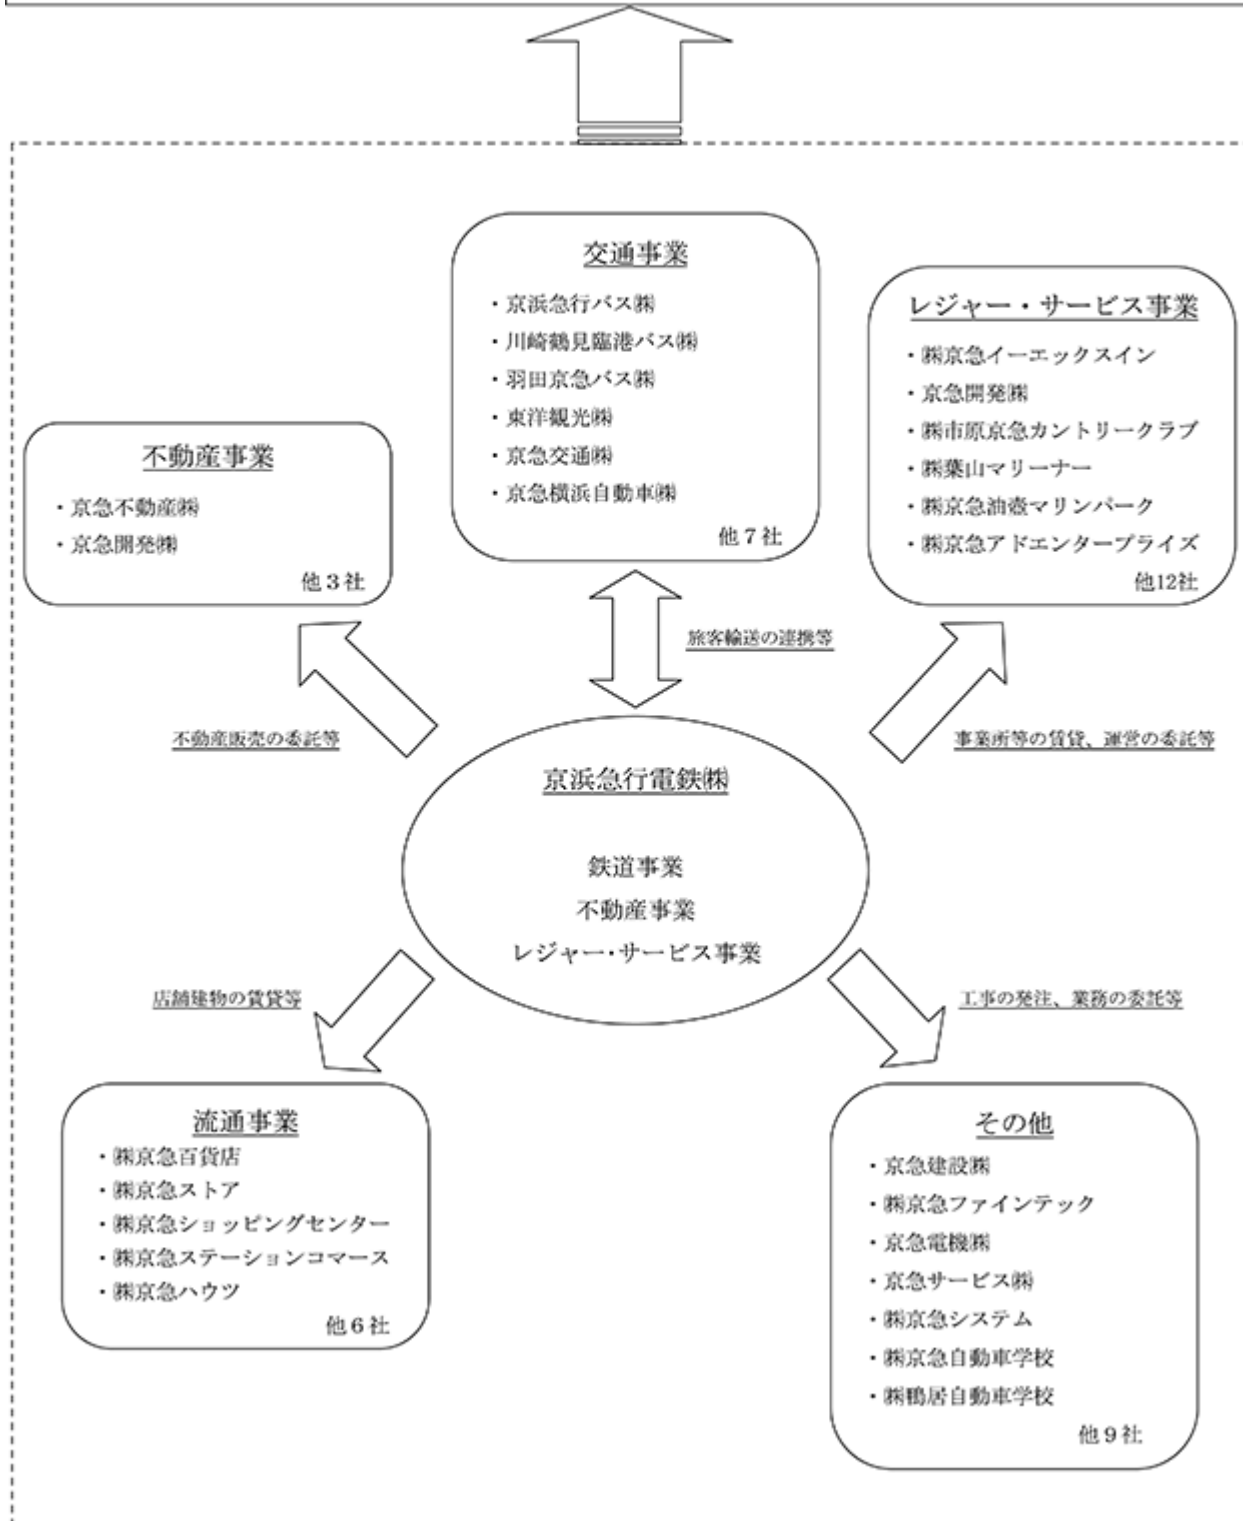 交通事業
・京浜急行バス㈱
・川崎鶴見臨港バス㈱
・羽田京急バス㈱
・東洋観光㈱
・京急交通㈱
・京急横浜自動車㈱
他7社
レジャー・サービス事業
・㈱京急イーエックスイン
・京急開発㈱
・㈱市原京急カントリークラブ
・㈱葉山マリーナー
・㈱京急油壺マリンパーク
・㈱京急アドエンタープライズ
他12社
不動産事業
・京急不動産㈱
・京急開発㈱
他3社
旅客輸送の連携等
不動産販売の委託等
事業所等の賃貸、運営の委託等
京浜急行電鉄㈱
鉄道事業
不動産事業
レジャー・サービス事業
店舗建物の賃貸等
工事の発注、業務の委託等
流通事業
・㈱京急百貨店
・㈱京急ストア
・㈱京急ショッピングセンター
・㈱京急ステーションコマース
・㈱京急ハウツ
他6社
その他
・京急建設㈱
・㈱京急ファインテック
・京急電機㈱
・京急サービス㈱
・㈱京急システム
・㈱京急自動車学校
・㈱鴨居自動車学校
他9社